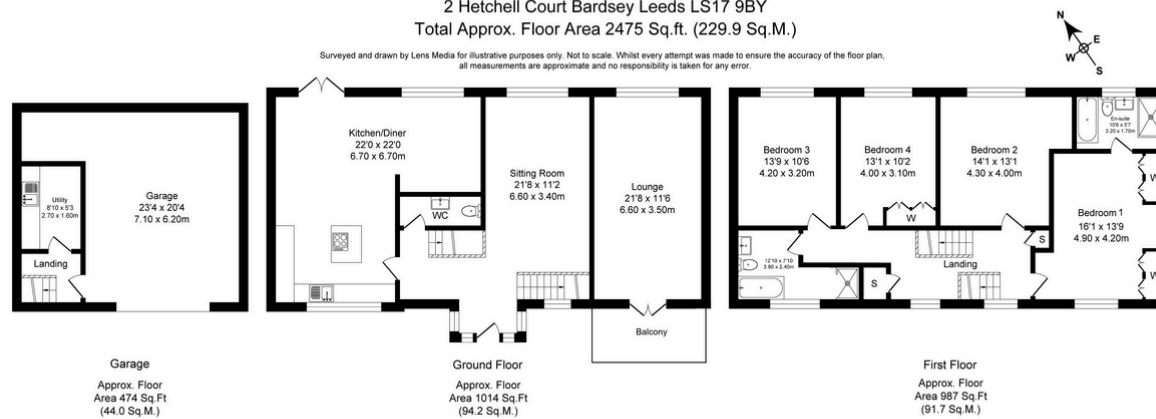 2 Hetchell Court Bardsey Leeds LS17 9BY
Total Approx. Floor Area 2475 Sq.ft. (229.9 Sq.M.)
Surveyed and drawn by Lens Media for illustrative purposes only. Not to scale. Whilst every attempt was made to ensure the accuracy of the floor plan,
all measurements are approximate and no responsibility is taken for any error.
N
E
W
S
Utility
8'10 x 5'3
2.70 x 1.60m
Landing
Garage
23'4 x 20'4
7.10 x 6.20m
Garage
Approx. Floor
Area 474 Sq.Ft
(44.0 Sq.M.)
Kitchen/Diner
22'0 x 22'0
6.70 x 6.70m
WC
Sitting Room
21'8 x 11'2
6.60 x 3.40m
Lounge
21'8 x 11'6
6.60 x 3.50m
Balcony
Ground Floor
Approx. Floor
Area 1014 Sq.Ft
(94.2 Sq.M.)
Bedroom 3
13'9 x 10'6
4.20 x 3.20m
Bedroom 4
13'1 x 10'2
4.00 x 3.10m
W
Bedroom 2
14'1 x 13'1
4.30 x 4.00m
En-suite
10'6 x 5'7
3.20 x 1.70m
W
Bedroom 1
16'1 x 13'9
4.90 x 4.20m
W
S
12'10 x 7'10
3.90 x 2.40m
S
Landing
First Floor
Approx. Floor
Area 987 Sq.Ft
(91.7 Sq.M.)